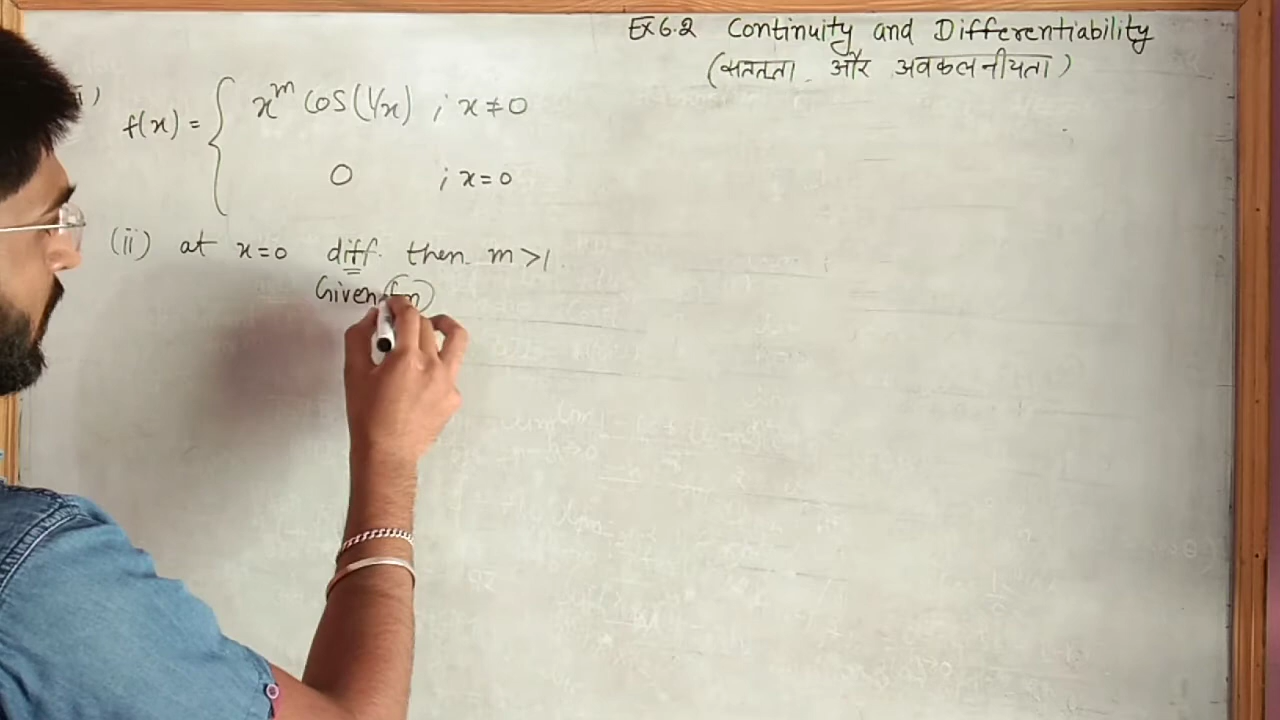 Ex 6.2 Continuity and Differentiability
(सततता और अवकलनीयता)
f(x) = { x^m cos(1/x) ; x ≠ 0
0 ; x = 0
(ii) at x=0 diff. then m >1.
Given